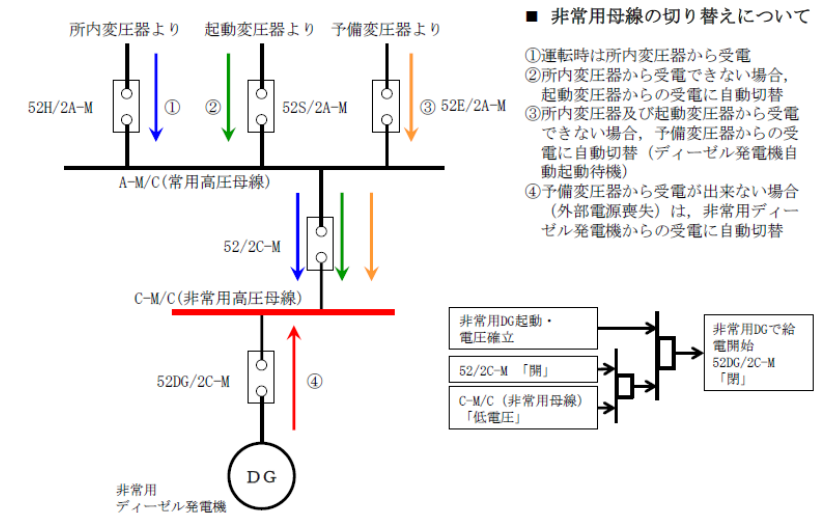 所内変圧器より 起動変圧器より 予備変圧器より
52H/2A-M ① ② 52S/2A-M ③ 52E/2A-M
A-M/C(常用高圧母線)
52/2C-M
C-M/C(非常用高圧母線)
52DG/2C-M ④
DG
非常用
ディーゼル発電機
■ 非常用母線の切り替えについて
①運転時は所内変圧器から受電
②所内変圧器から受電できない場合，
起動変圧器からの受電に自動切替
③所内変圧器及び起動変圧器から受電
できない場合，予備変圧器からの受
電に自動切替（ディーゼル発電機自
動起動待機）
④予備変圧器から受電が出来ない場合
（外部電源喪失）は，非常用ディー
ゼル発電機からの受電に自動切替
非常用DG起動・
電圧確立
52/2C-M 「開」
C-M/C（非常用母線）
「低電圧」
非常用DGで給
電開始
52DG/2C-M
「閉」